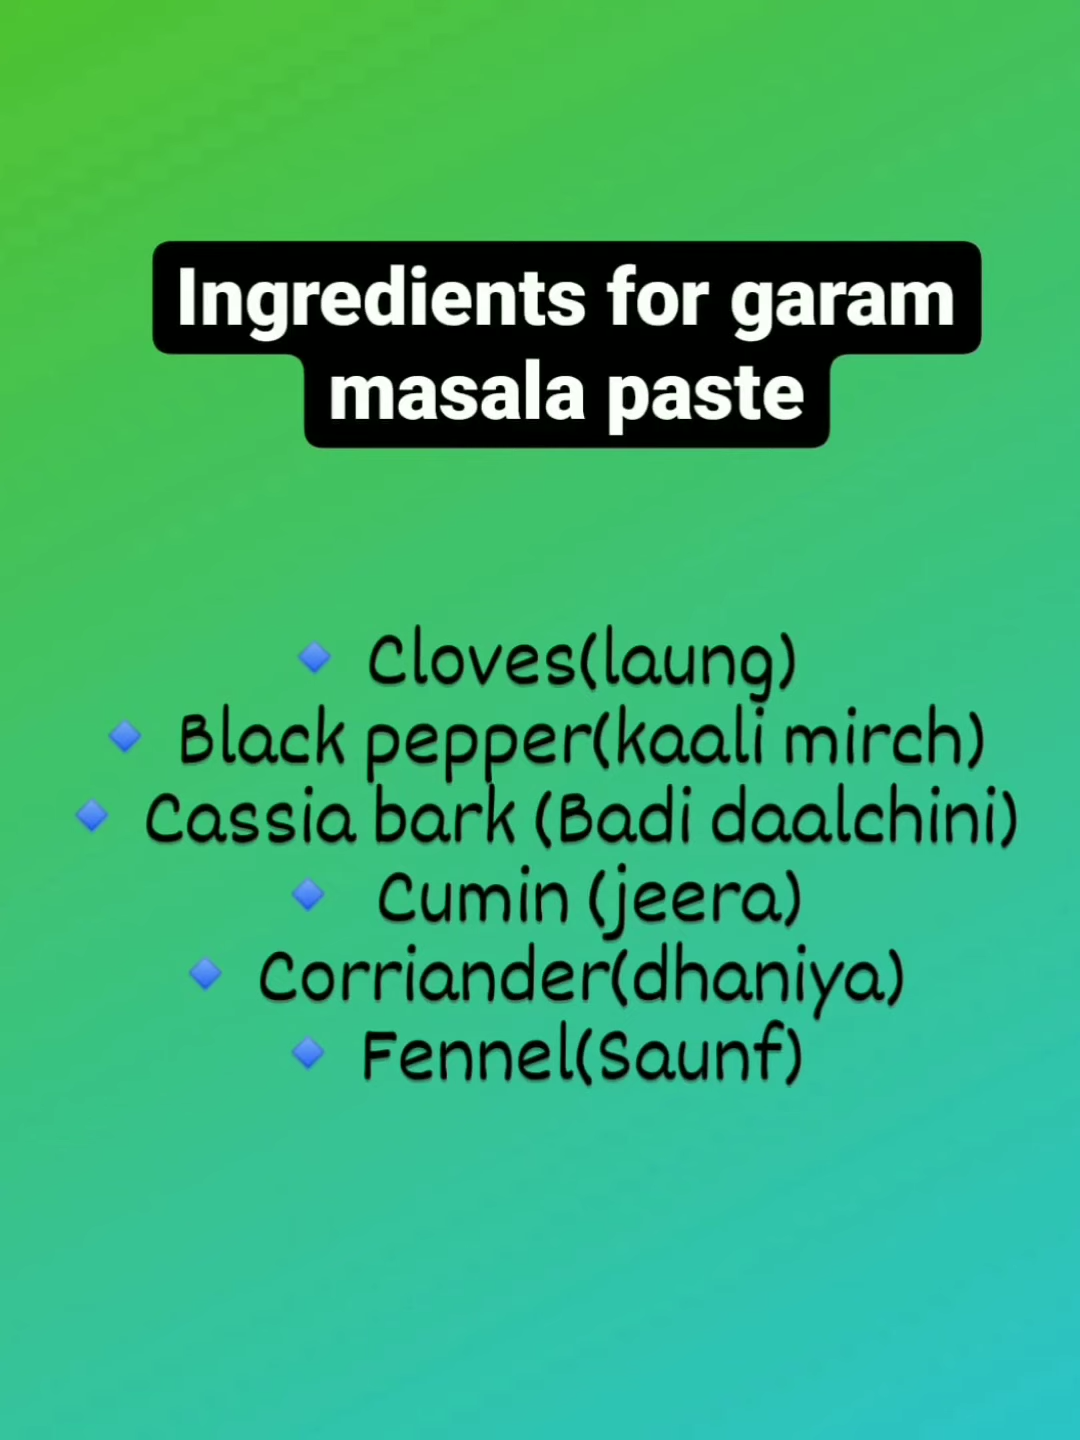 Ingredients for garam
masala paste
🔹 Cloves(laung)
🔹 Black pepper(kaali mirch)
🔹 Cassia bark (Badi daalchini)
🔹 Cumin (jeera)
🔹 Corriander(dhaniya)
🔹 Fennel(Saunf)